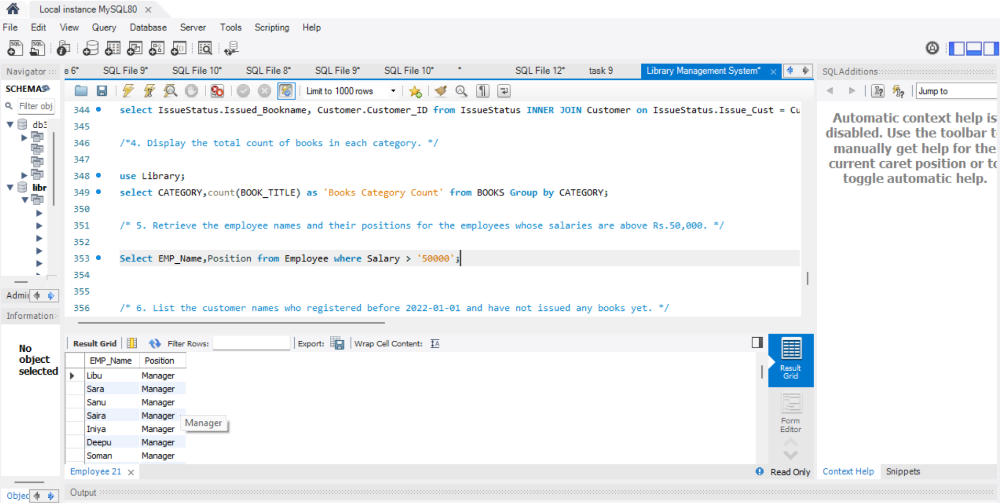 Local instance MySQL80
File Edit View Query Database Server Tools Scripting Help
Navigator
e 6* SQL File 9* SQL File 10* SQL File 8* SQL File 9* SQL File 10* * SQL File 12* task 9 Library Management System*
SQLAdditions
SCHEMAS
Limit to 1000 rows
Jump to
Filter obj
db3
libr
344 select IssueStatus.Issued_Bookname, Customer.Customer_ID from IssueStatus INNER JOIN Customer on IssueStatus.Issue_Cust = Cu
345
346 /*4. Display the total count of books in each category. */
347
348 use Library;
349 select CATEGORY,count(BOOK_TITLE) as 'Books Category Count' from BOOKS Group by CATEGORY;
350
351 /* 5. Retrieve the employee names and their positions for the employees whose salaries are above Rs.50,000. */
352
353 Select EMP_Name,Position from Employee where Salary > '50000';
354
355
356 /* 6. List the customer names who registered before 2022-01-01 and have not issued any books yet. */
Automatic context help is
disabled. Use the toolbar t
manually get help for the
current caret position or to
toggle automatic help.
Admii
Information
No
object
selected
Result Grid Filter Rows: Export: Wrap Cell Content:
EMP_Name Position
Libu Manager
Sara Manager
Sanu Manager
Saira Manager
Iniya Manager
Deepu Manager
Soman Manager
Manager
Result
Grid
Form
Editor
Employee 21
Read Only
Context Help Snippets
Objec
Output